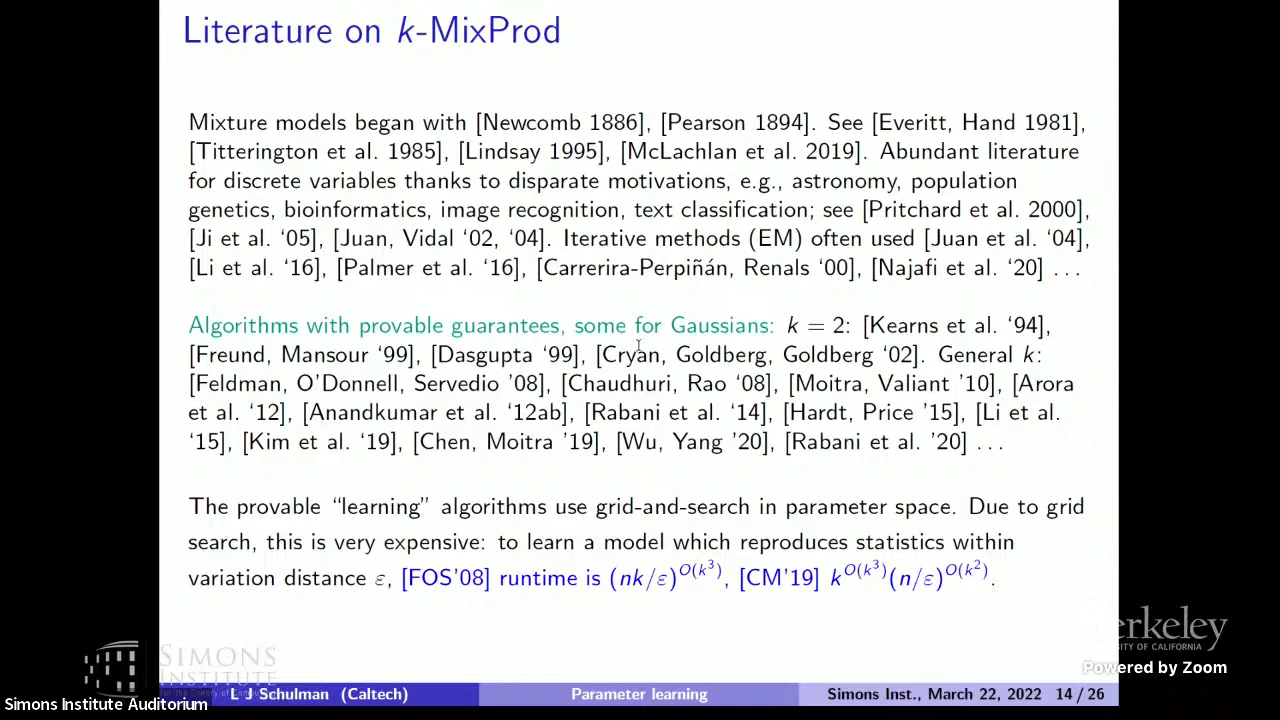 Literature on k-MixProd
Mixture models began with [Newcomb 1886], [Pearson 1894]. See [Everitt, Hand 1981],
[Titterington et al. 1985], [Lindsay 1995], [McLachlan et al. 2019]. Abundant literature
for discrete variables thanks to disparate motivations, e.g., astronomy, population
genetics, bioinformatics, image recognition, text classification; see [Pritchard et al. 2000],
[Ji et al. ‘05], [Juan, Vidal ‘02, ‘04]. Iterative methods (EM) often used [Juan et al. ‘04],
[Li et al. ‘16], [Palmer et al. ‘16], [Carrerira-Perpiñán, Renals ‘00], [Najafi et al. ‘20] ...
Algorithms with provable guarantees, some for Gaussians: k = 2: [Kearns et al. ‘94],
[Freund, Mansour ‘99], [Dasgupta ‘99], [Cryan, Goldberg, Goldberg ‘02]. General k:
[Feldman, O’Donnell, Servedio ’08], [Chaudhuri, Rao ‘08], [Moitra, Valiant ’10], [Arora
et al. ‘12], [Anandkumar et al. ‘12ab], [Rabani et al. ‘14], [Hardt, Price ’15], [Li et al.
‘15], [Kim et al. ‘19], [Chen, Moitra ’19], [Wu, Yang ‘20], [Rabani et al. ’20] ...
The provable “learning” algorithms use grid-and-search in parameter space. Due to grid
search, this is very expensive: to learn a model which reproduces statistics within
variation distance ε, [FOS’08] runtime is (nk/ε)^{O(k^3)}, [CM’19] k^{O(k^3)}(n/ε)^{O(k^2)}.
SIMONS
INSTITUTE
Berkeley
UNIVERSITY OF CALIFORNIA
Powered by Zoom
L J Schulman (Caltech)
Parameter learning
Simons Inst., March 22, 2022 14 / 26
Simons Institute Auditorium